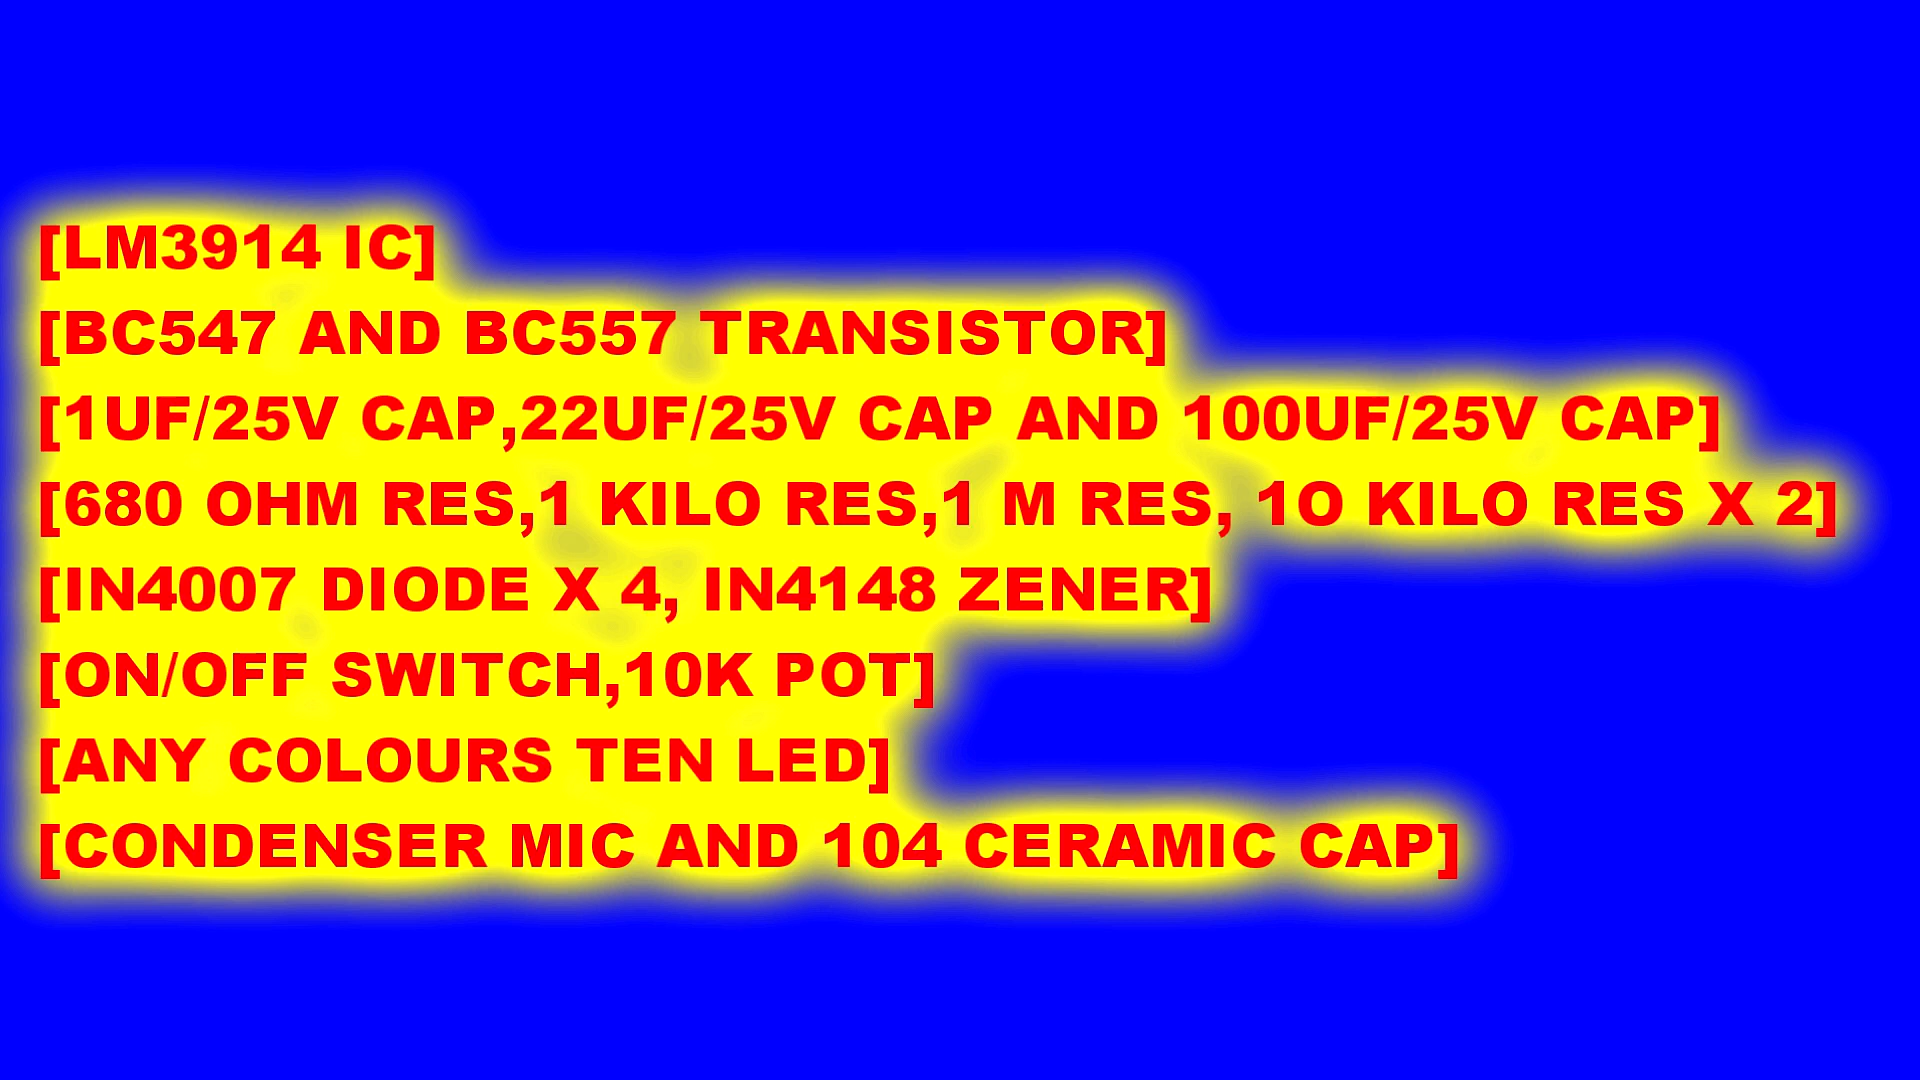 [LM3914 IC]
[BC547 AND BC557 TRANSISTOR]
[1UF/25V CAP,22UF/25V CAP AND 100UF/25V CAP]
[680 OHM RES,1 KILO RES,1 M RES, 1O KILO RES X 2]
[IN4007 DIODE X 4, IN4148 ZENER]
[ON/OFF SWITCH,10K POT]
[ANY COLOURS TEN LED]
[CONDENSER MIC AND 104 CERAMIC CAP]